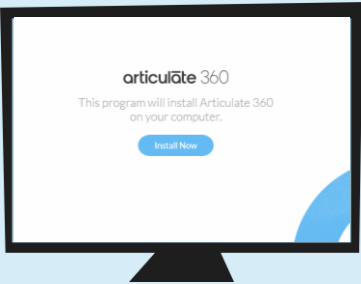 articulate 360
This program will install Articulate 360
on your computer.
Install Now